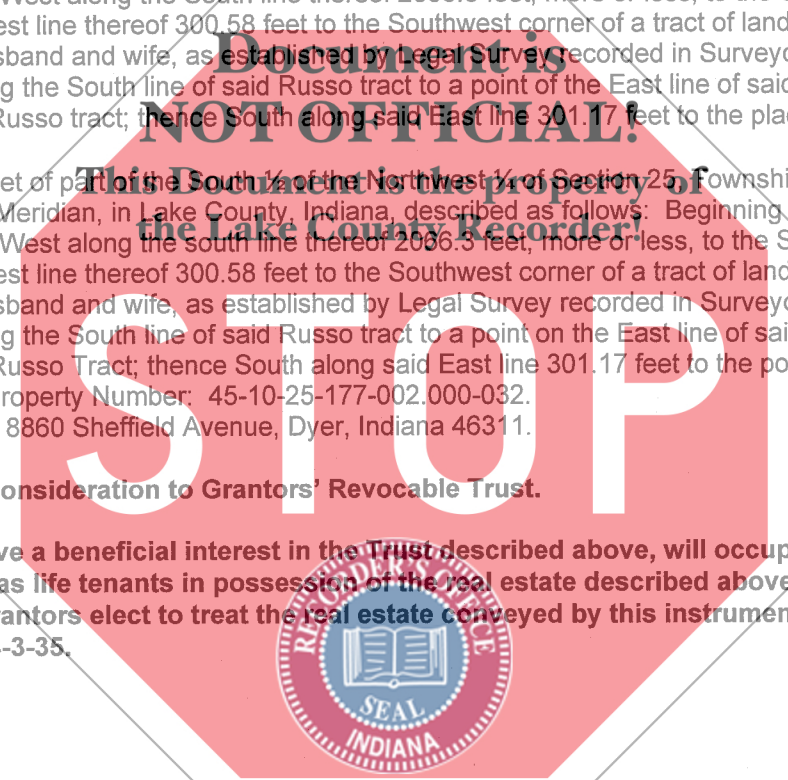 West along the South line thereof
est line thereof 300.58 feet to the Southwest corner of a tract of land
sband and wife, as established by Legal Survey recorded in Surveyo
g the South line of said Russo tract to a point of the East line of said
Russo tract; thence South along said East line 301.17 feet to the plac
Document is
NOT OFFICIAL!
This Document is the property of
the Lake County Recorder!
et of part of the South ½ of the Northwest ¼ of Section 25, Townshi
Meridian, in Lake County, Indiana, described as follows: Beginning
West along the south line thereof 2066.3 feet, more or less, to the S
est line thereof 300.58 feet to the Southwest corner of a tract of land
sband and wife, as established by Legal Survey recorded in Surveyo
g the South line of said Russo tract to a point on the East line of sai
Russo Tract; thence South along said East line 301.17 feet to the po
roperty Number: 45-10-25-177-002.000-032.
8860 Sheffield Avenue, Dyer, Indiana 46311.
STOP
onsideration to Grantors' Revocable Trust.
ve a beneficial interest in the Trust described above, will occup
as life tenants in possession of the real estate described above
rantors elect to treat the real estate conveyed by this instrumen
-3-35.
RECORDER'S OFFICE
SEAL
INDIANA